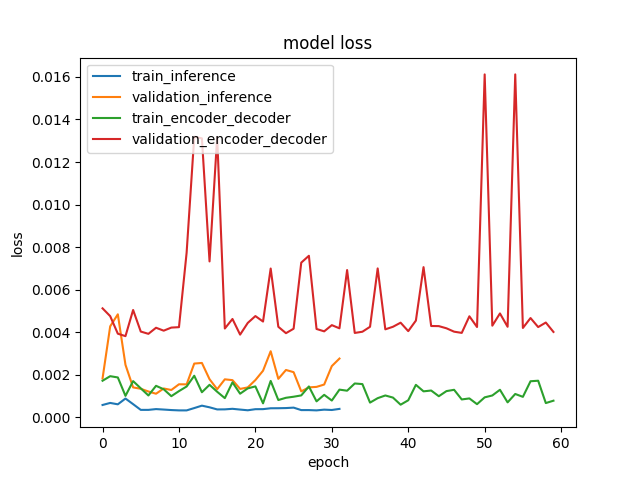 model loss
train_inference
validation_inference
train_encoder_decoder
validation_encoder_decoder
0.016
0.014
0.012
0.010
0.008
0.006
0.004
0.002
0.000
loss
0 10 20 30 40 50 60
epoch